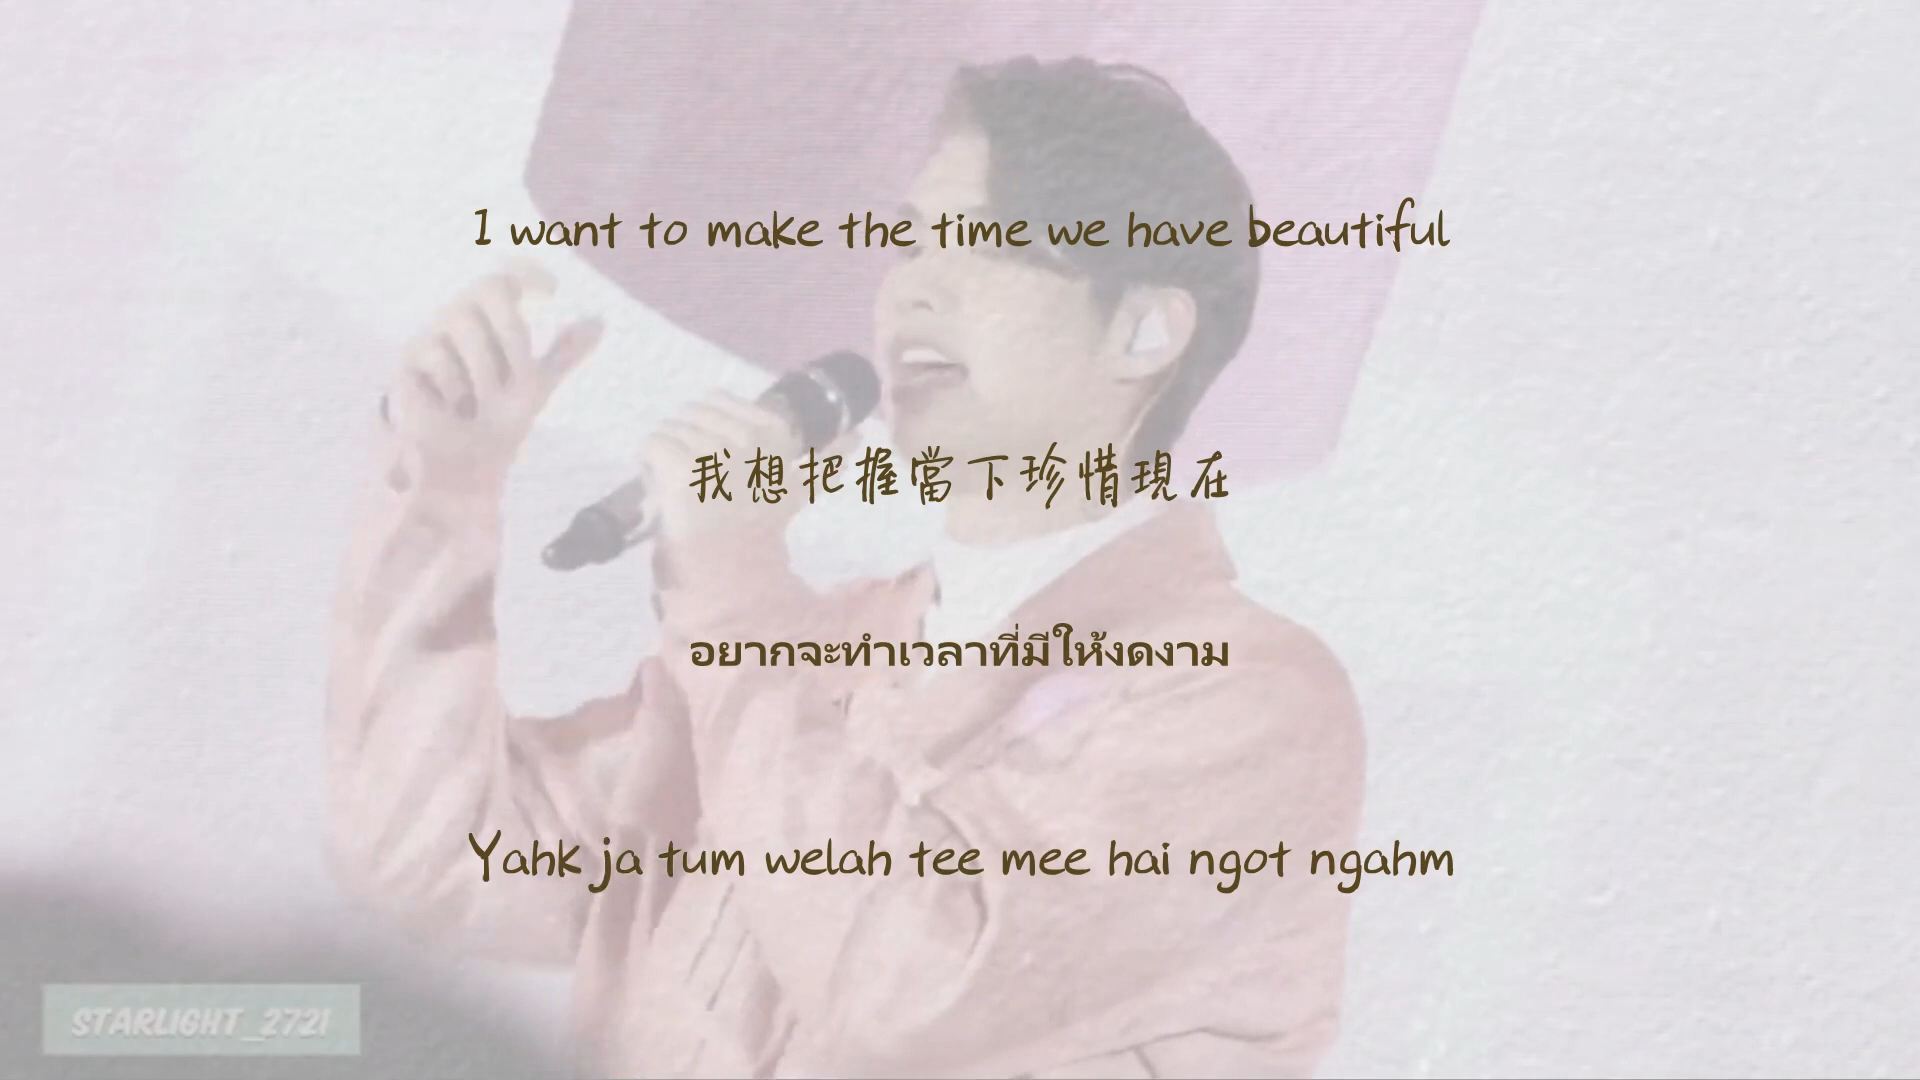 I want to make the time we have beautiful
我想把握當下珍惜現在
อยากจะทำเวลาที่มีให้งดงาม
Yahk ja tum welah tee mee hai ngot ngahm
STARLIGHT_2721